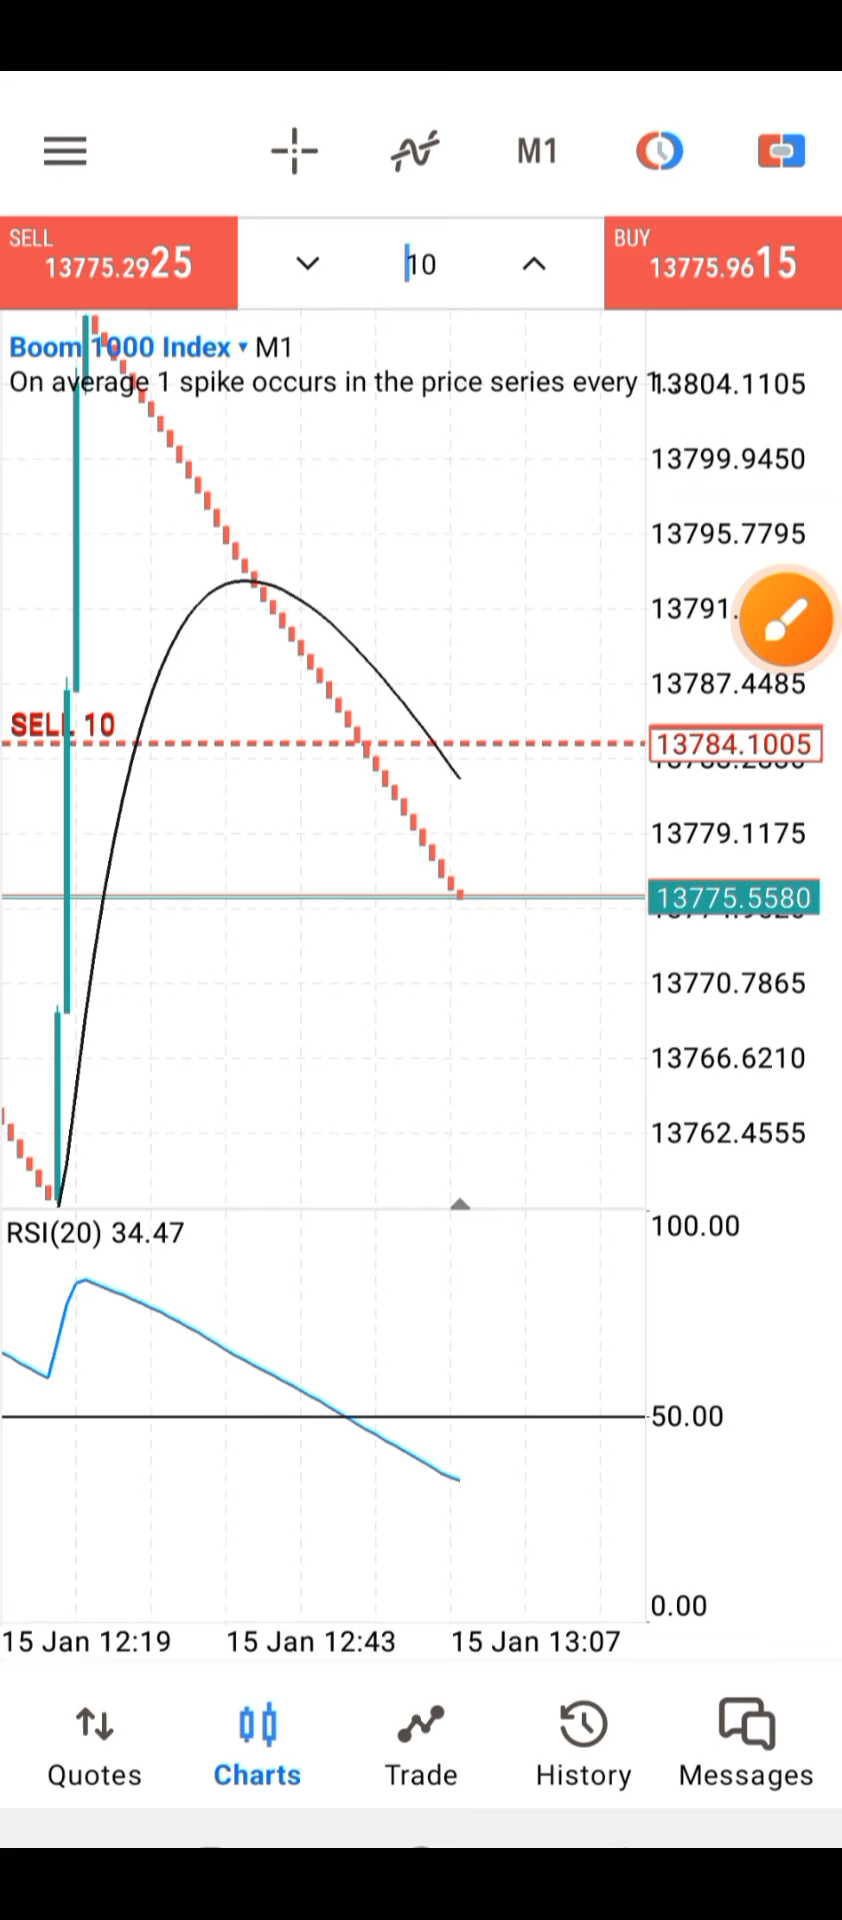 M1
SELL
13775.2925
10
BUY
13775.9615
Boom 1000 Index ▾ M1
On average 1 spike occurs in the price series every 1...
13804.1105
13799.9450
13795.7795
13791.
13787.4485
SELL 10
13784.1005
13779.1175
13775.5580
13770.7865
13766.6210
13762.4555
RSI(20) 34.47
100.00
50.00
0.00
15 Jan 12:19
15 Jan 12:43
15 Jan 13:07
Quotes
Charts
Trade
History
Messages